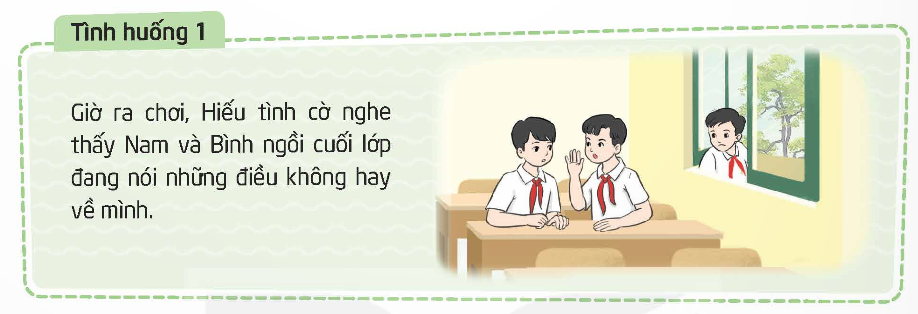 Tình huống 1
Giờ ra chơi, Hiếu tình cờ nghe
thấy Nam và Bình ngồi cuối lớp
đang nói những điều không hay
về mình.